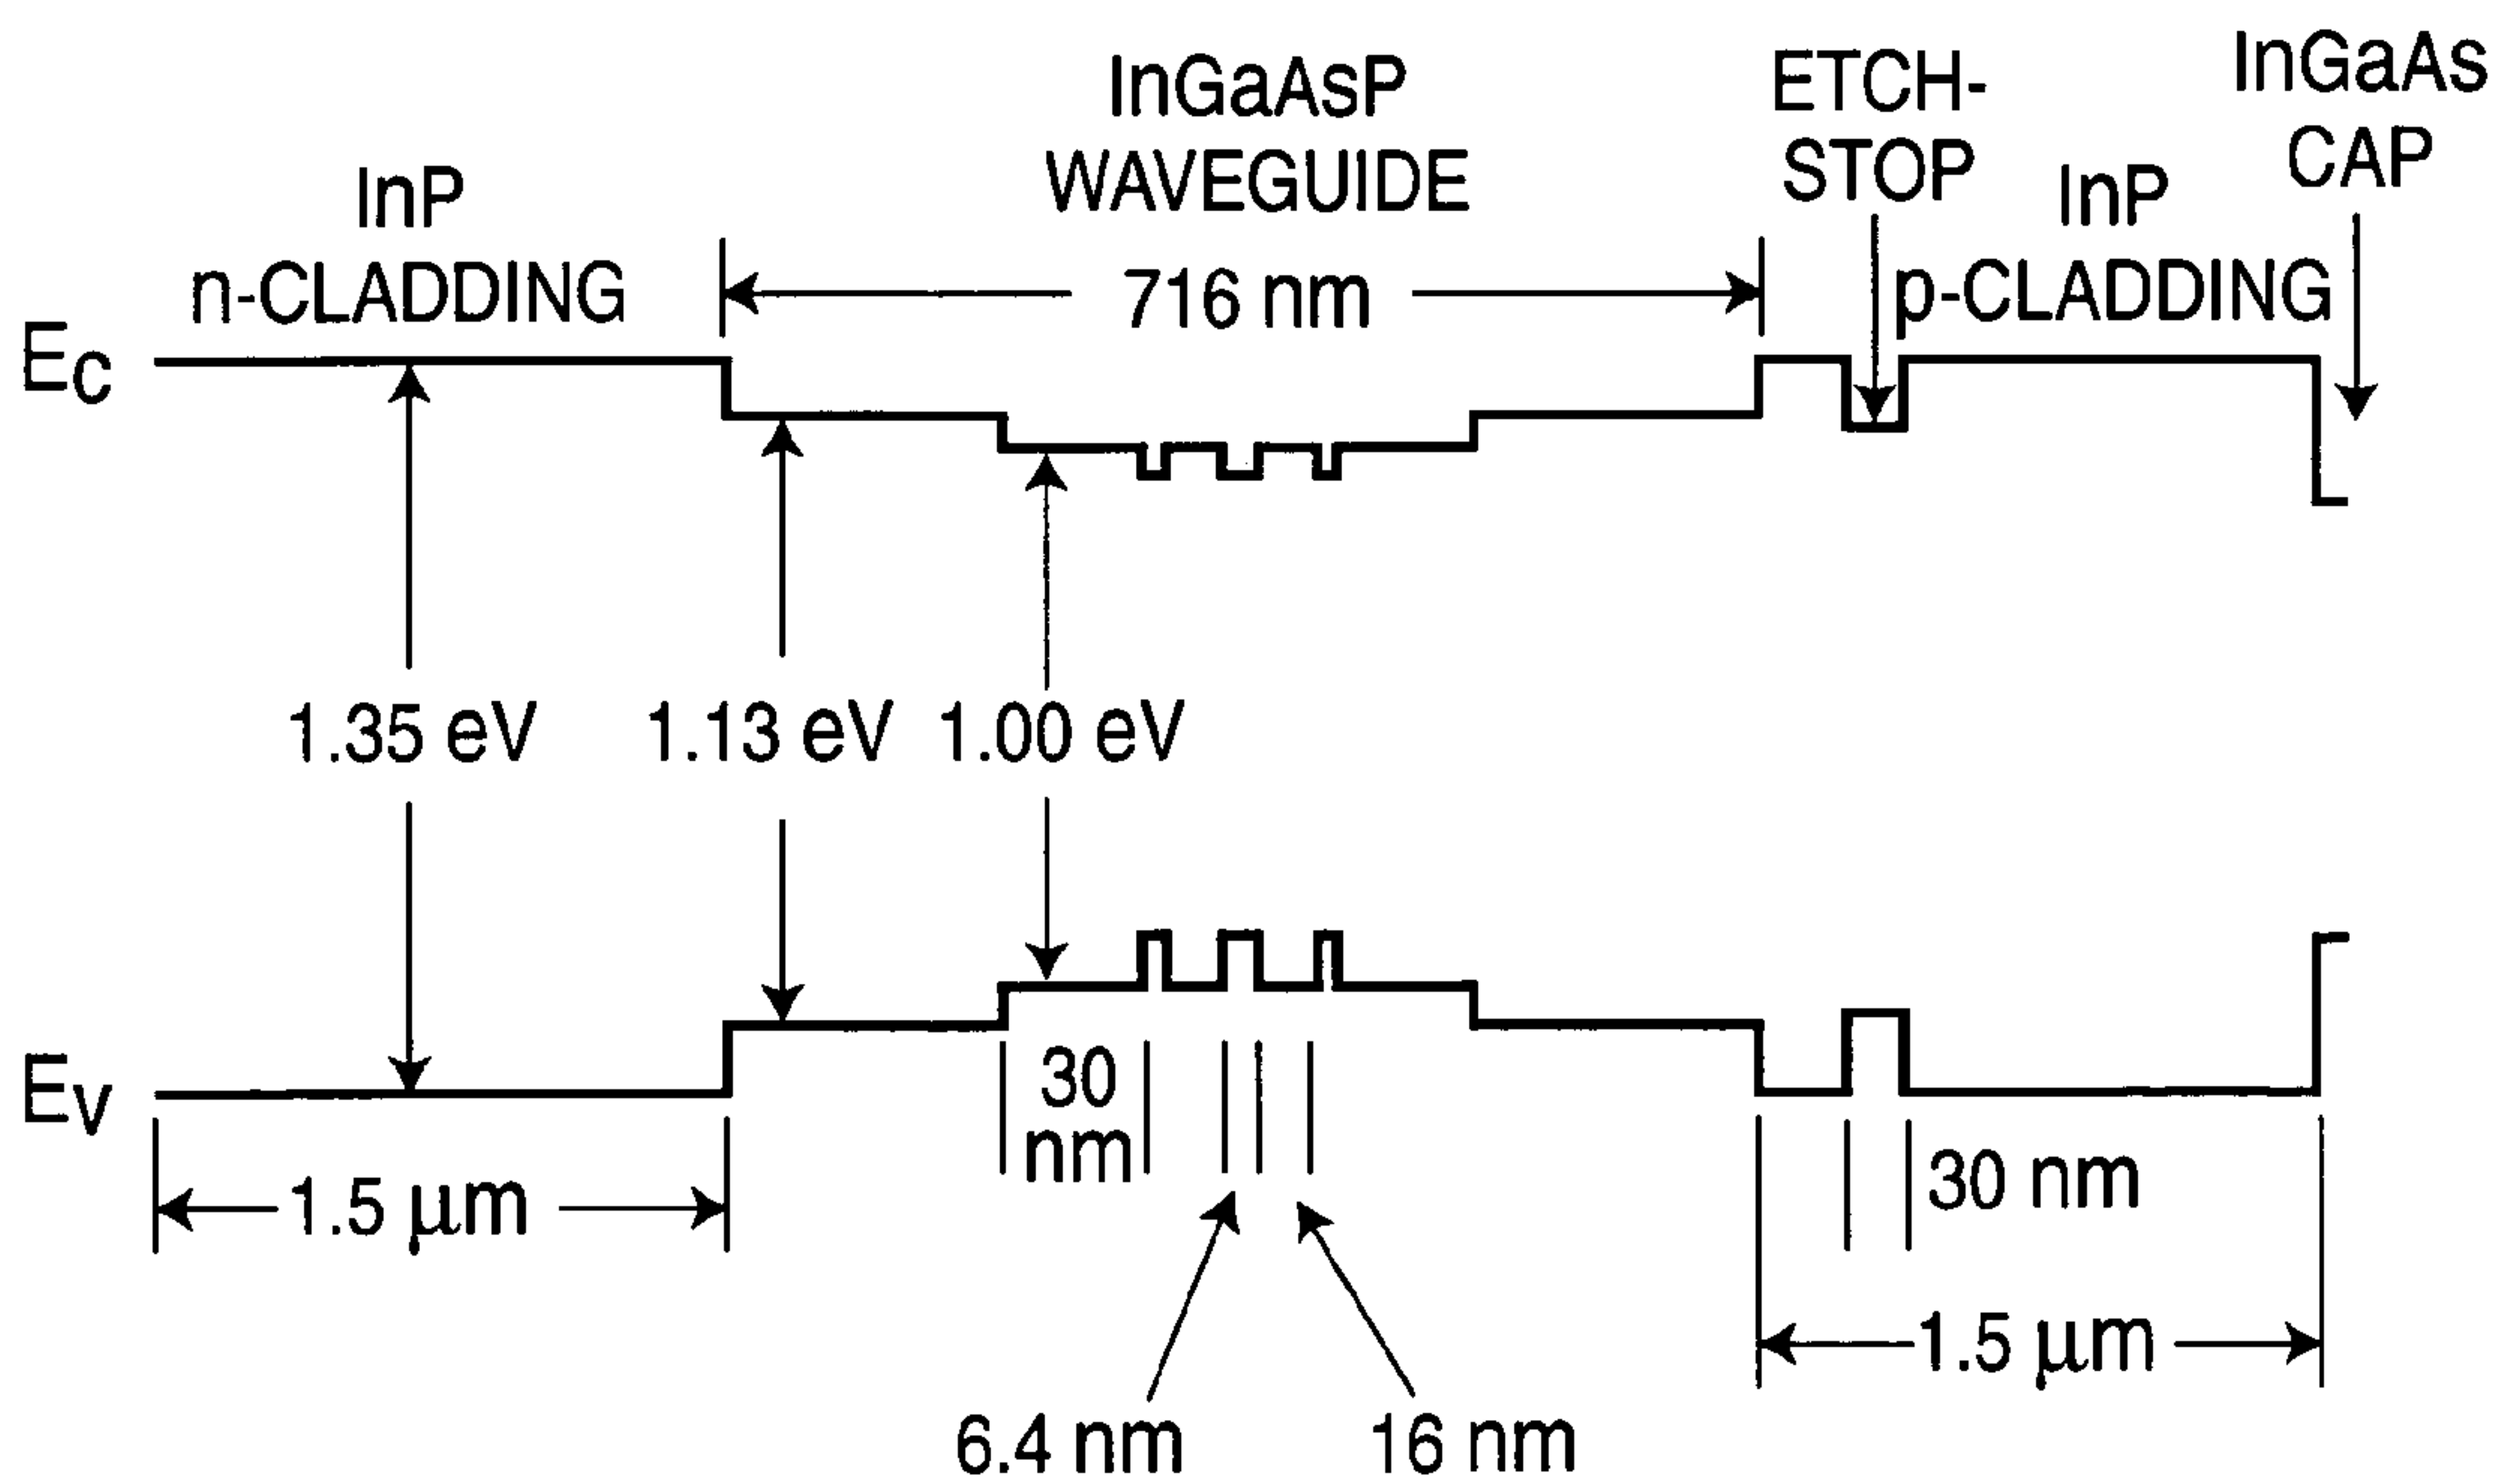 InGaAsP
WAVEGUIDE
716 nm
ETCH-
STOP
InGaAs
CAP
InP
n-CLADDING
InP
p-CLADDING
Ec
1.35 eV
1.13 eV
1.00 eV
Ev
30
nm
1.5 μm
30 nm
1.5 μm
6.4 nm
16 nm